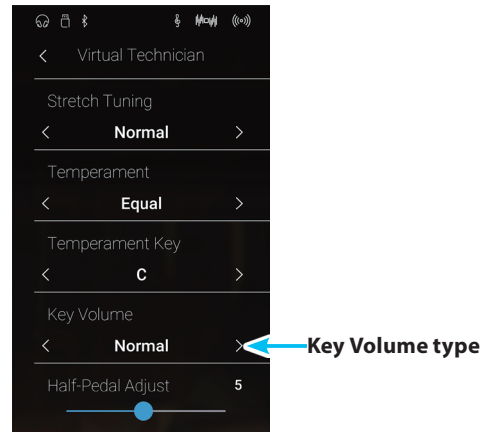 Virtual Technician
Stretch Tuning
Normal
Temperament
Equal
Temperament Key
C
Key Volume
Normal
Key Volume type
Half-Pedal Adjust 5